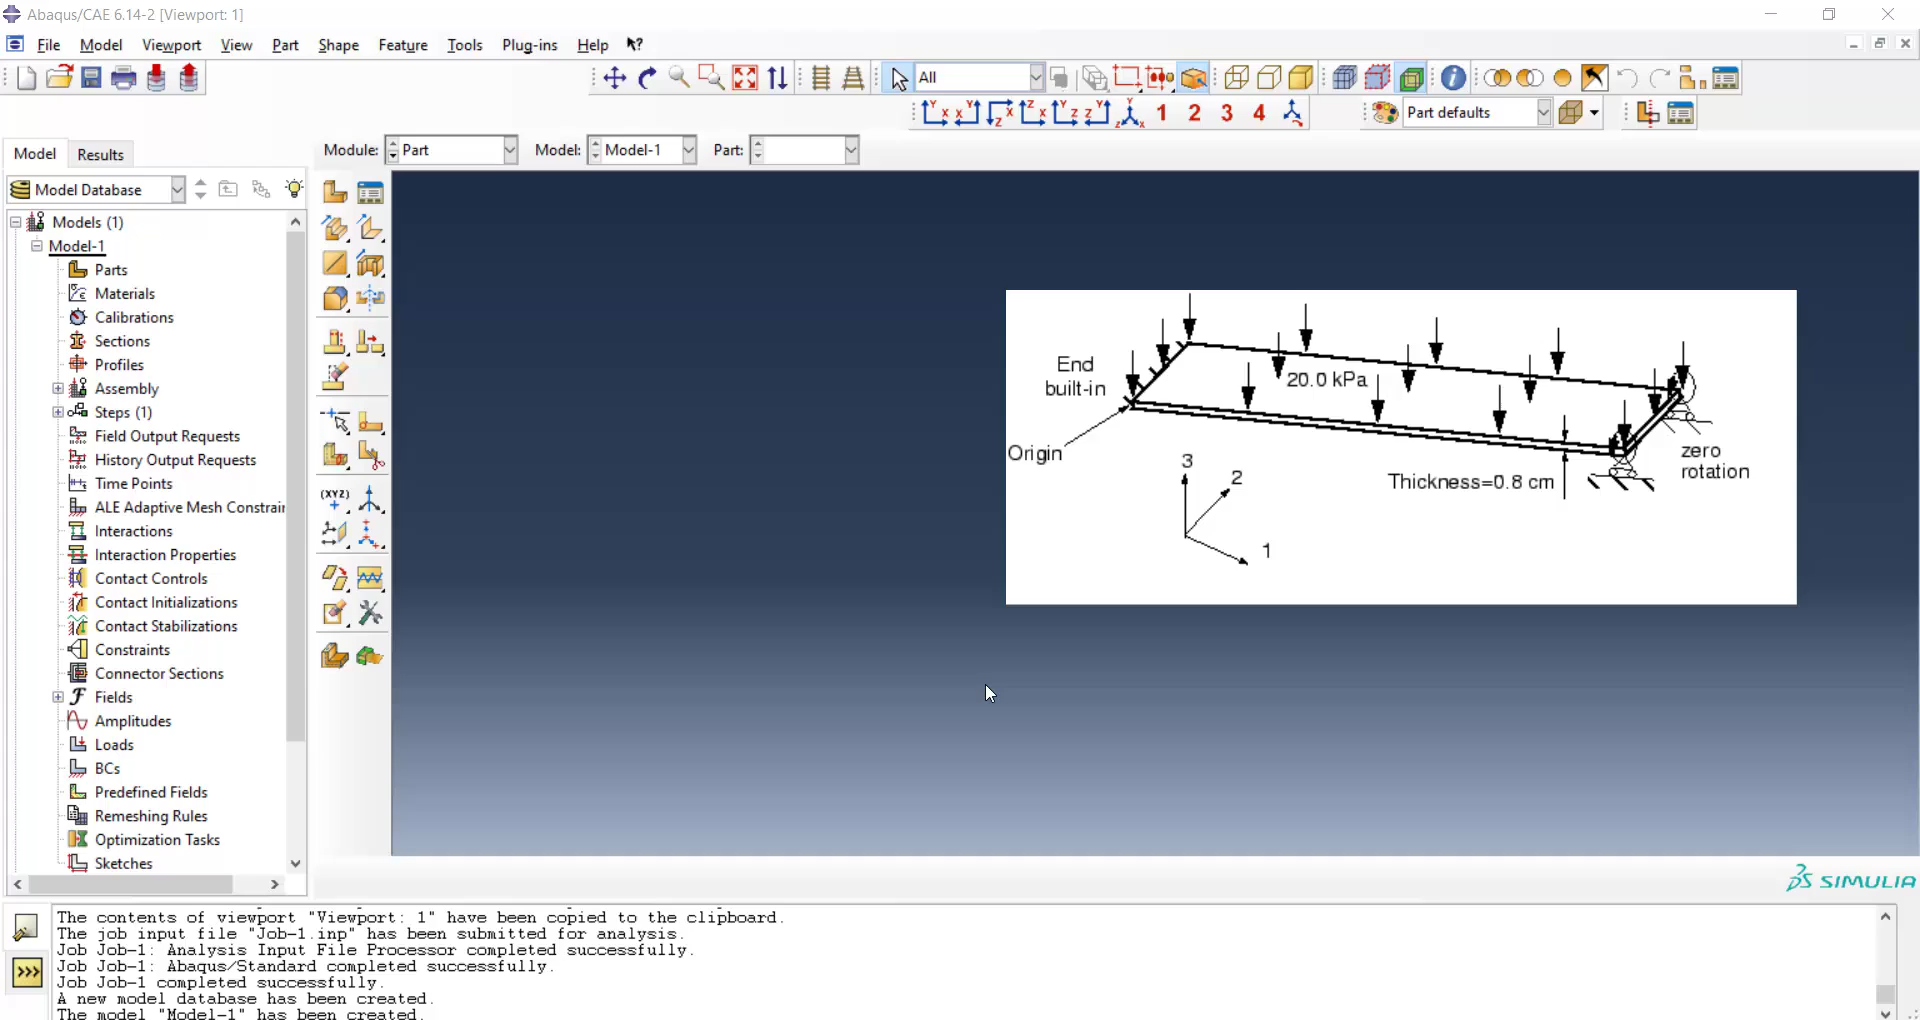 Abaqus/CAE 6.14-2 [Viewport: 1]
File Model Viewport View Part Shape Feature Tools Plug-ins Help
All
1 2 3 4
Part defaults
Model Results
Module: Part Model: Model-1 Part:
Model Database
Models (1)
Model-1
Parts
Materials
Calibrations
Sections
Profiles
Assembly
Steps (1)
Field Output Requests
History Output Requests
Time Points
ALE Adaptive Mesh Constrai
Interactions
Interaction Properties
Contact Controls
Contact Initializations
Contact Stabilizations
Constraints
Connector Sections
Fields
Amplitudes
Loads
BCs
Predefined Fields
Remeshing Rules
Optimization Tasks
Sketches
(XYZ)
End
built-in
20.0 kPa
Origin
zero
rotation
Thickness=0.8 cm
3
2
1
SIMULIA
The contents of viewport "Viewport: 1" have been copied to the clipboard.
The job input file "Job-1.inp" has been submitted for analysis.
Job Job-1: Analysis Input File Processor completed successfully.
Job Job-1: Abaqus/Standard completed successfully.
Job Job-1 completed successfully.
A new model database has been created.
The model "Model-1" has been created.